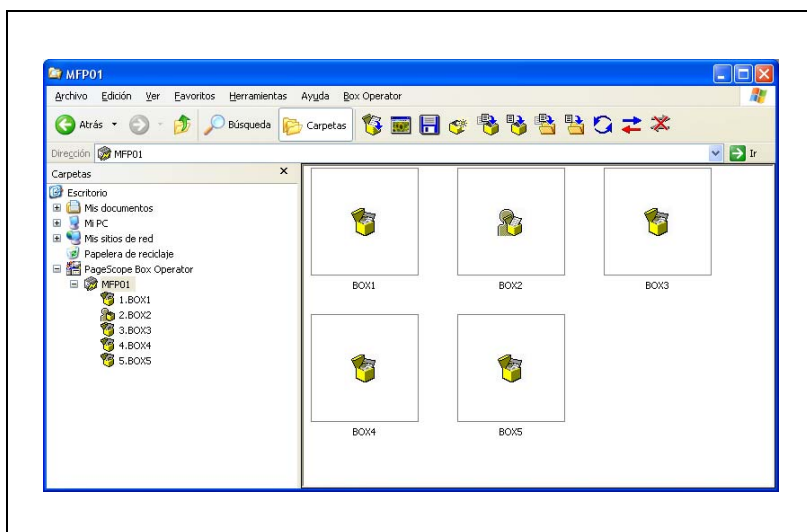 MFP01
Archivo Edición Ver Favoritos Herramientas Ayuda Box Operator
Atrás Búsqueda Carpetas
Dirección MFP01 Ir
Carpetas
Escritorio
Mis documentos
Mi PC
Mis sitios de red
Papelera de reciclaje
PageScope Box Operator
MFP01
1.BOX1
2.BOX2
3.BOX3
4.BOX4
5.BOX5
BOX1 BOX2 BOX3
BOX4 BOX5